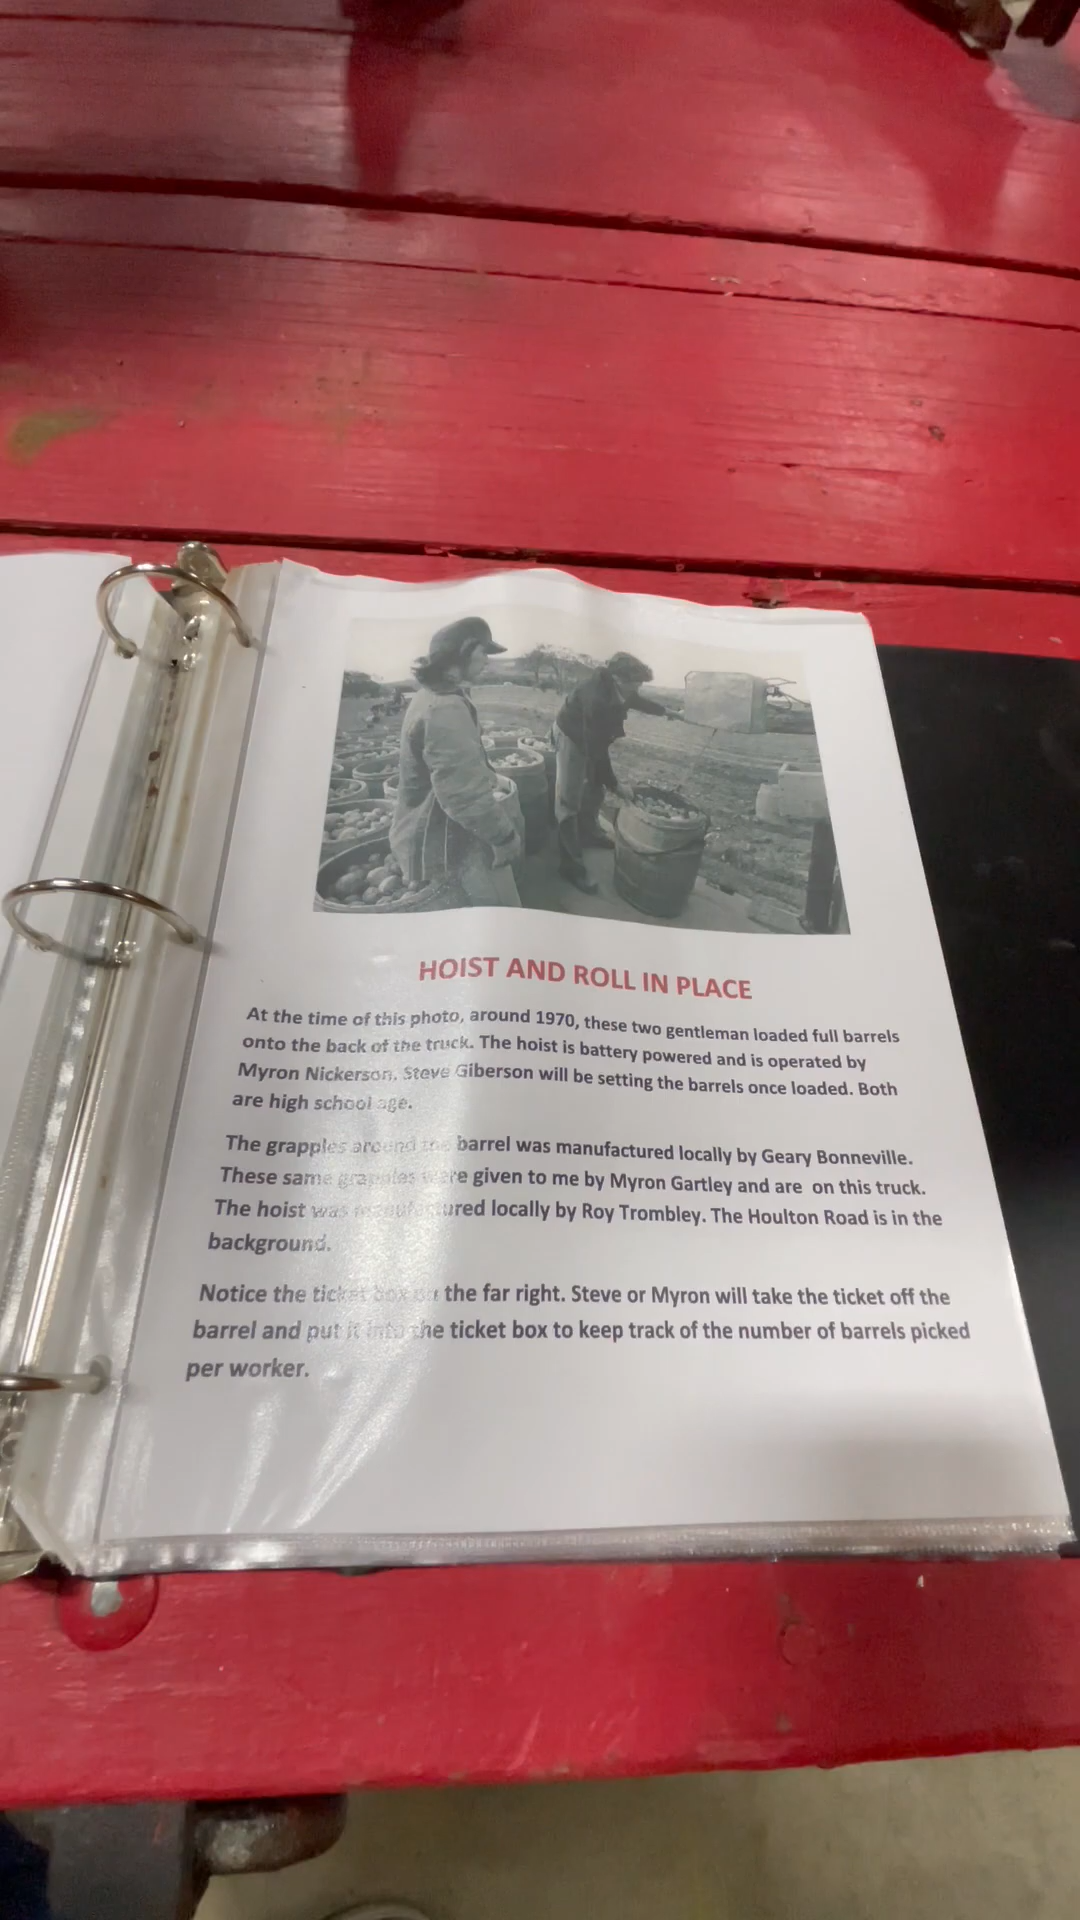 HOIST AND ROLL IN PLACE
At the time of this photo, around 1970, these two gentleman loaded full barrels
onto the back of the truck. The hoist is battery powered and is operated by
Myron Nickerson. Steve Giberson will be setting the barrels once loaded. Both
are high school age.
The grapples around the barrel was manufactured locally by Geary Bonneville.
These same grapples were given to me by Myron Gartley and are on this truck.
The hoist was manufactured locally by Roy Trombley. The Houlton Road is in the
background.
Notice the ticket box on the far right. Steve or Myron will take the ticket off the
barrel and put it into the ticket box to keep track of the number of barrels picked
per worker.